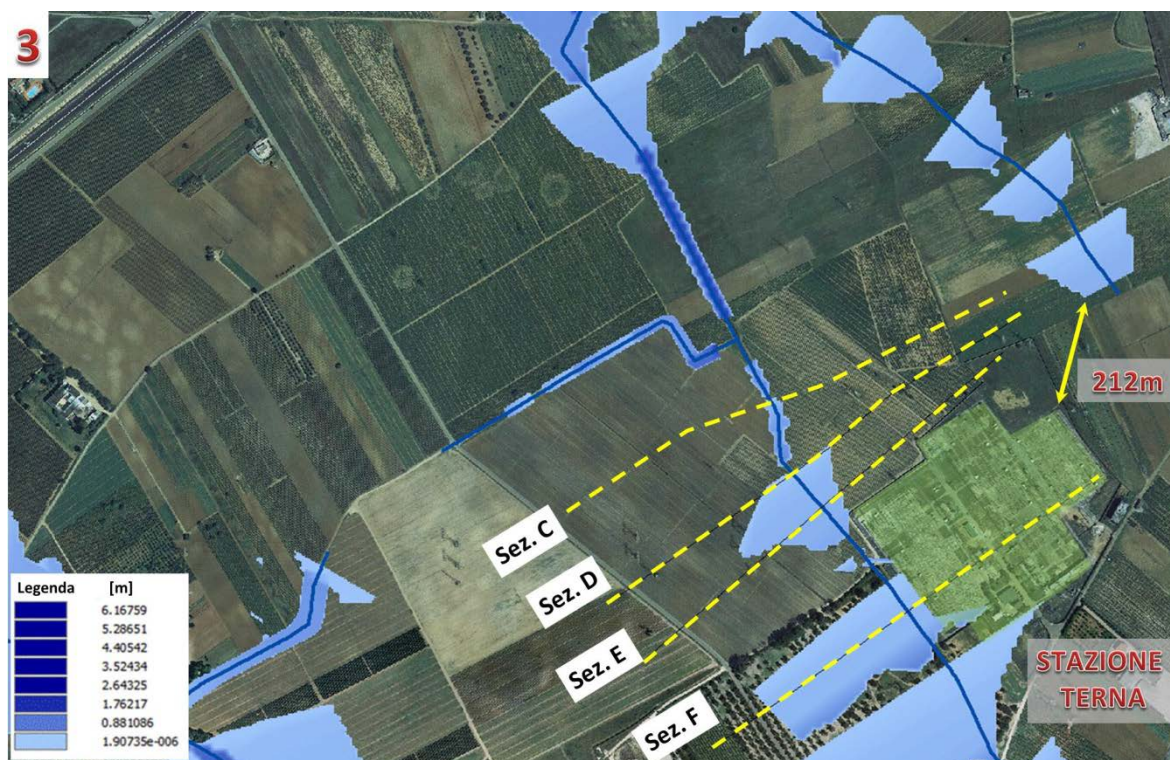 3
212m
Sez. C
Sez. D
Sez. E
Sez. F
STAZIONE
TERNA
Legenda [m]
6.16759
5.28651
4.40542
3.52434
2.64325
1.76217
0.881086
1.90735e-006